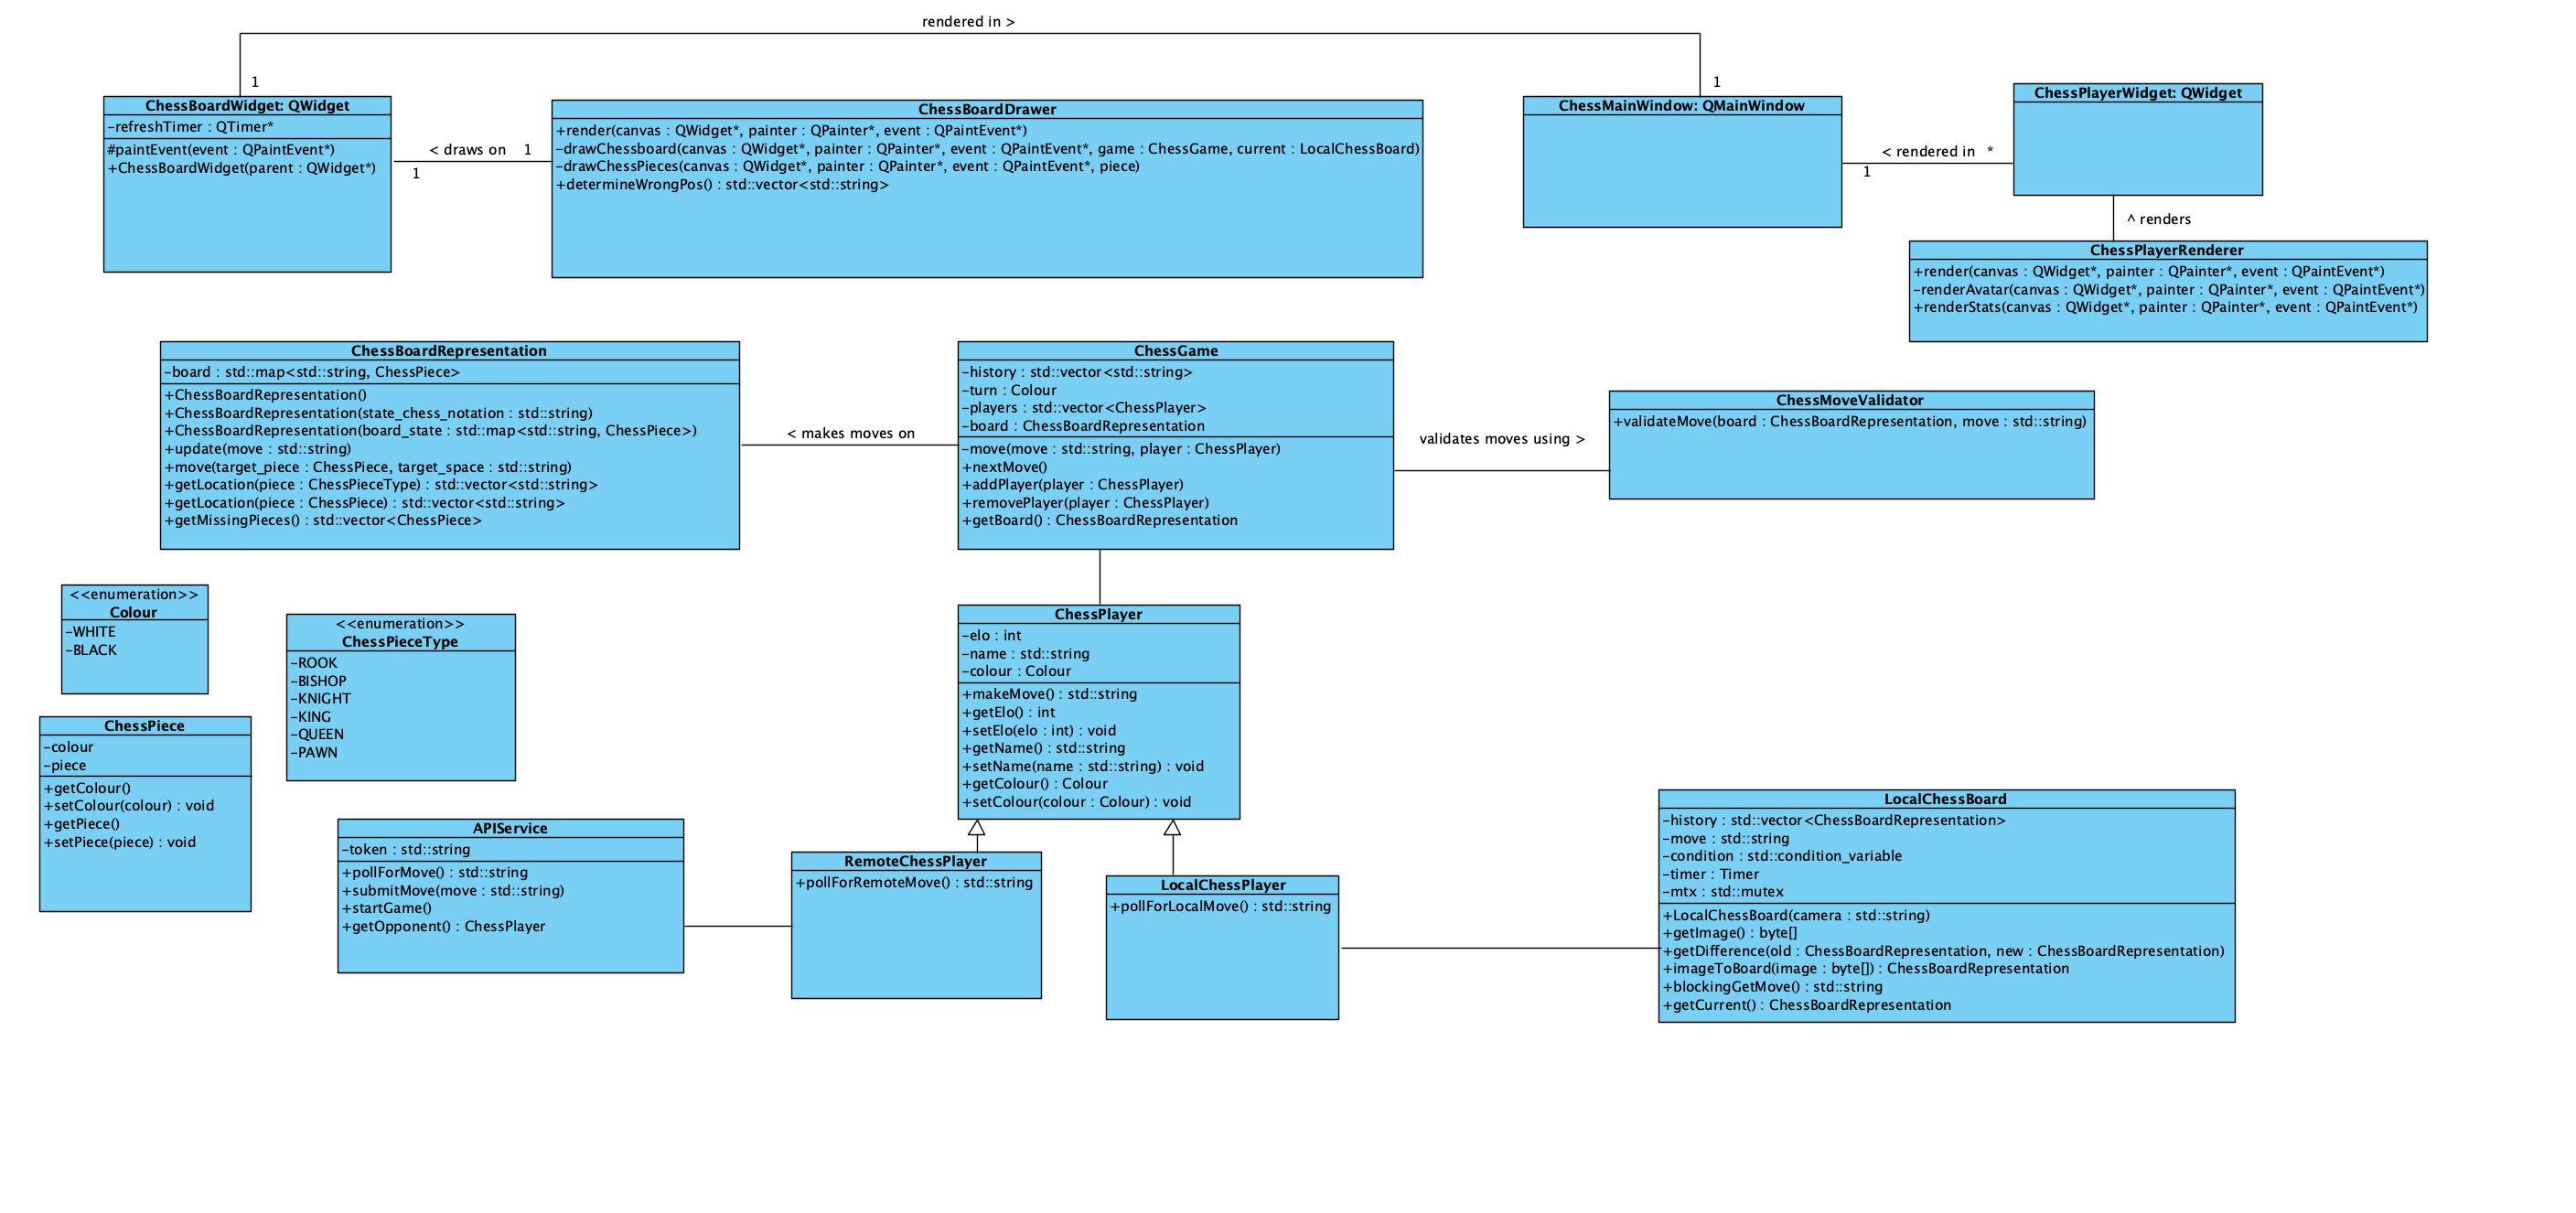 rendered in >
1
1
ChessBoardWidget: QWidget
-refreshTimer : QTimer*
#paintEvent(event : QPaintEvent*)
+ChessBoardWidget(parent : QWidget*)
< draws on 1
1
ChessBoardDrawer
+render(canvas : QWidget*, painter : QPainter*, event : QPaintEvent*)
-drawChessboard(canvas : QWidget*, painter : QPainter*, event : QPaintEvent*, game : ChessGame, current : LocalChessBoard)
-drawChessPieces(canvas : QWidget*, painter : QPainter*, event : QPaintEvent*, piece)
+determineWrongPos() : std::vector<std::string>
ChessMainWindow: QMainWindow
< rendered in *
1
ChessPlayerWidget: QWidget
^ renders
ChessPlayerRenderer
+render(canvas : QWidget*, painter : QPainter*, event : QPaintEvent*)
-renderAvatar(canvas : QWidget*, painter : QPainter*, event : QPaintEvent*)
+renderStats(canvas : QWidget*, painter : QPainter*, event : QPaintEvent*)
ChessBoardRepresentation
-board : std::map<std::string, ChessPiece>
+ChessBoardRepresentation()
+ChessBoardRepresentation(state_chess_notation : std::string)
+ChessBoardRepresentation(board_state : std::map<std::string, ChessPiece>)
+update(move : std::string)
+move(target_piece : ChessPiece, target_space : std::string)
+getLocation(piece : ChessPieceType) : std::vector<std::string>
+getLocation(piece : ChessPiece) : std::vector<std::string>
+getMissingPieces() : std::vector<ChessPiece>
< makes moves on
ChessGame
-history : std::vector<std::string>
-turn : Colour
-players : std::vector<ChessPlayer>
-board : ChessBoardRepresentation
-move(move : std::string, player : ChessPlayer)
+nextMove()
+addPlayer(player : ChessPlayer)
+removePlayer(player : ChessPlayer)
+getBoard() : ChessBoardRepresentation
validates moves using >
ChessMoveValidator
+validateMove(board : ChessBoardRepresentation, move : std::string)
<<enumeration>>
Colour
-WHITE
-BLACK
<<enumeration>>
ChessPieceType
-ROOK
-BISHOP
-KNIGHT
-KING
-QUEEN
-PAWN
ChessPiece
-colour
-piece
+getColour()
+setColour(colour) : void
+getPiece()
+setPiece(piece) : void
ChessPlayer
-elo : int
-name : std::string
-colour : Colour
+makeMove() : std::string
+getElo() : int
+setElo(elo : int) : void
+getName() : std::string
+setName(name : std::string) : void
+getColour() : Colour
+setColour(colour : Colour) : void
APIService
-token : std::string
+pollForMove() : std::string
+submitMove(move : std::string)
+startGame()
+getOpponent() : ChessPlayer
RemoteChessPlayer
+pollForRemoteMove() : std::string
LocalChessPlayer
+pollForLocalMove() : std::string
LocalChessBoard
-history : std::vector<ChessBoardRepresentation>
-move : std::string
-condition : std::condition_variable
-timer : Timer
-mtx : std::mutex
+LocalChessBoard(camera : std::string)
+getImage() : byte[]
+getDifference(old : ChessBoardRepresentation, new : ChessBoardRepresentation)
+imageToBoard(image : byte[]) : ChessBoardRepresentation
+blockingGetMove() : std::string
+getCurrent() : ChessBoardRepresentation